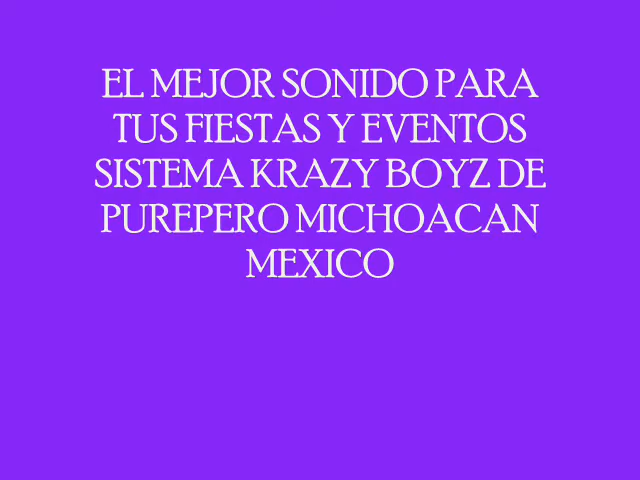 EL MEJOR SONIDO PARA
TUS FIESTAS Y EVENTOS
SISTEMA KRAZY BOYZ DE
PUREPERO MICHOACAN
MEXICO